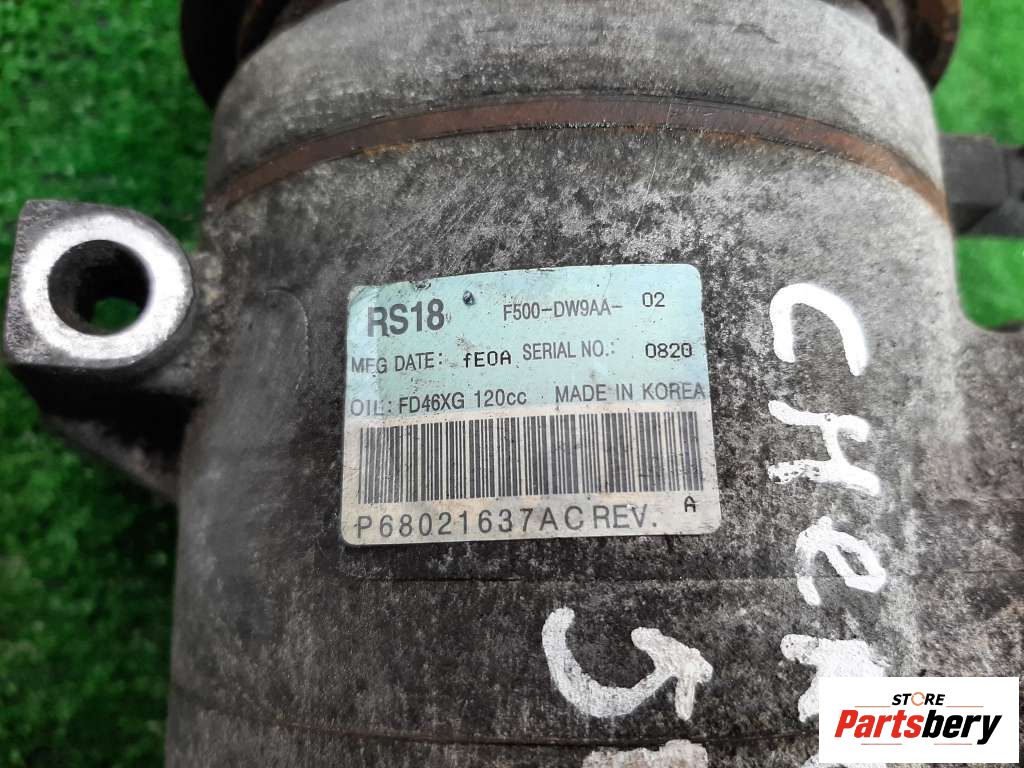 RS18 F500-DW9AA- 02
MFG DATE: fEOA SERIAL NO.: 0820
OIL: FD46XG 120cc MADE IN KOREA
P68021637AC REV. A
STORE
Partsbery